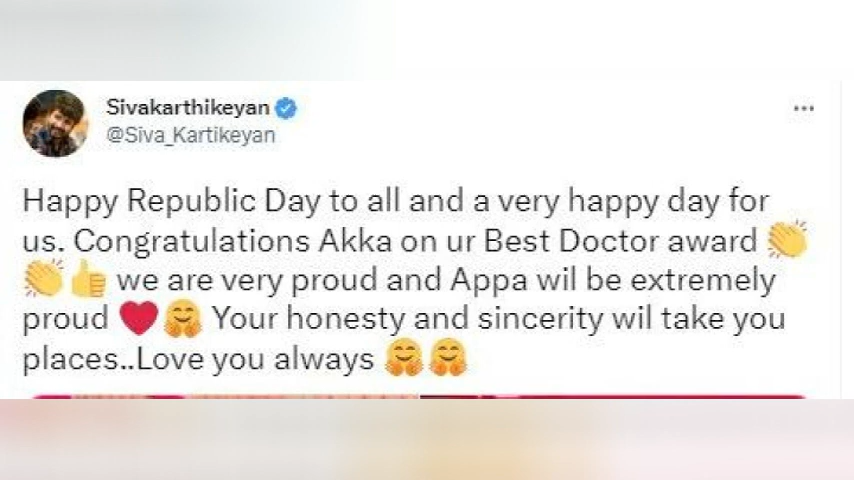 Sivakarthikeyan
@Siva_Kartikeyan
Happy Republic Day to all and a very happy day for
us. Congratulations Akka on ur Best Doctor award 👏
👏👍 we are very proud and Appa wil be extremely
proud ❤️🤗 Your honesty and sincerity wil take you
places..Love you always 🤗🤗